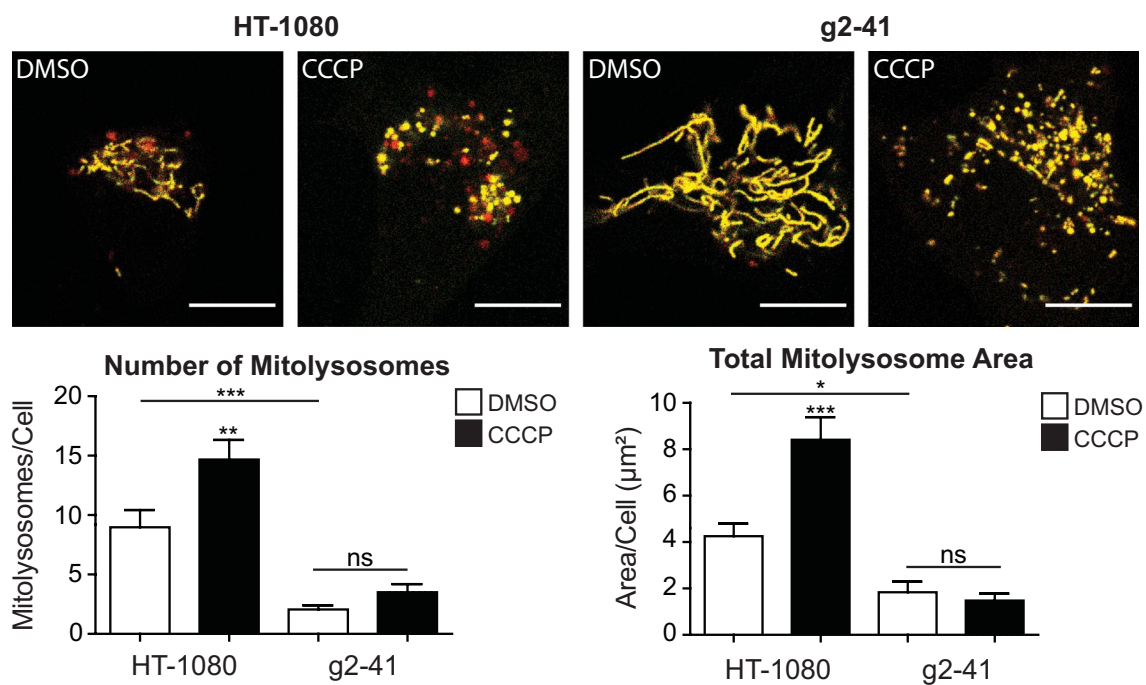 HT-1080
g2-41
DMSO
CCCP
DMSO
CCCP
Number of Mitolysosomes
Mitolysosomes/Cell
20
15
10
5
0
***
**
ns
DMSO
CCCP
HT-1080
g2-41
Total Mitolysosome Area
Area/Cell (µm²)
10
8
6
4
2
0
*
***
ns
DMSO
CCCP
HT-1080
g2-41